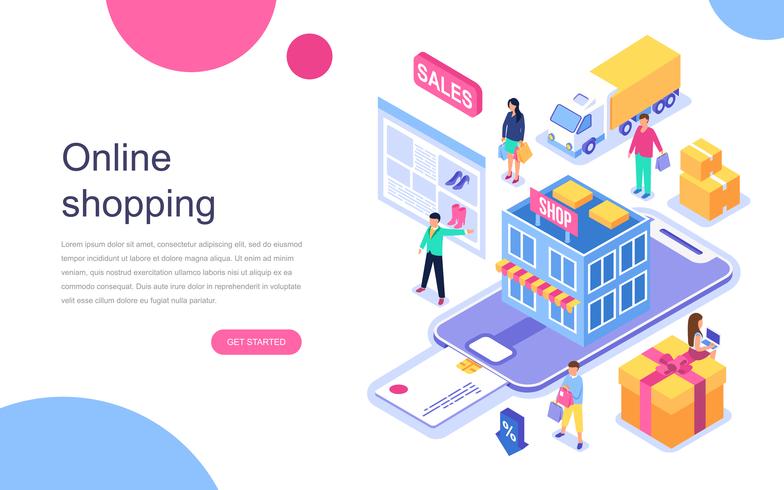 Online
shopping
Lorem ipsum dolor sit amet, consectetur adipiscing elit, sed do eiusmod
tempor incididunt ut labore et dolore magna aliqua. Ut enim ad minim
veniam, quis nostrud exercitation ullamco laboris nisi ut aliquip ex ea
commodo consequat. Duis aute irure dolor in reprehenderit in voluptate
velit esse cillum dolore eu fugiat nulla pariatur.
GET STARTED
SALES
SHOP
%